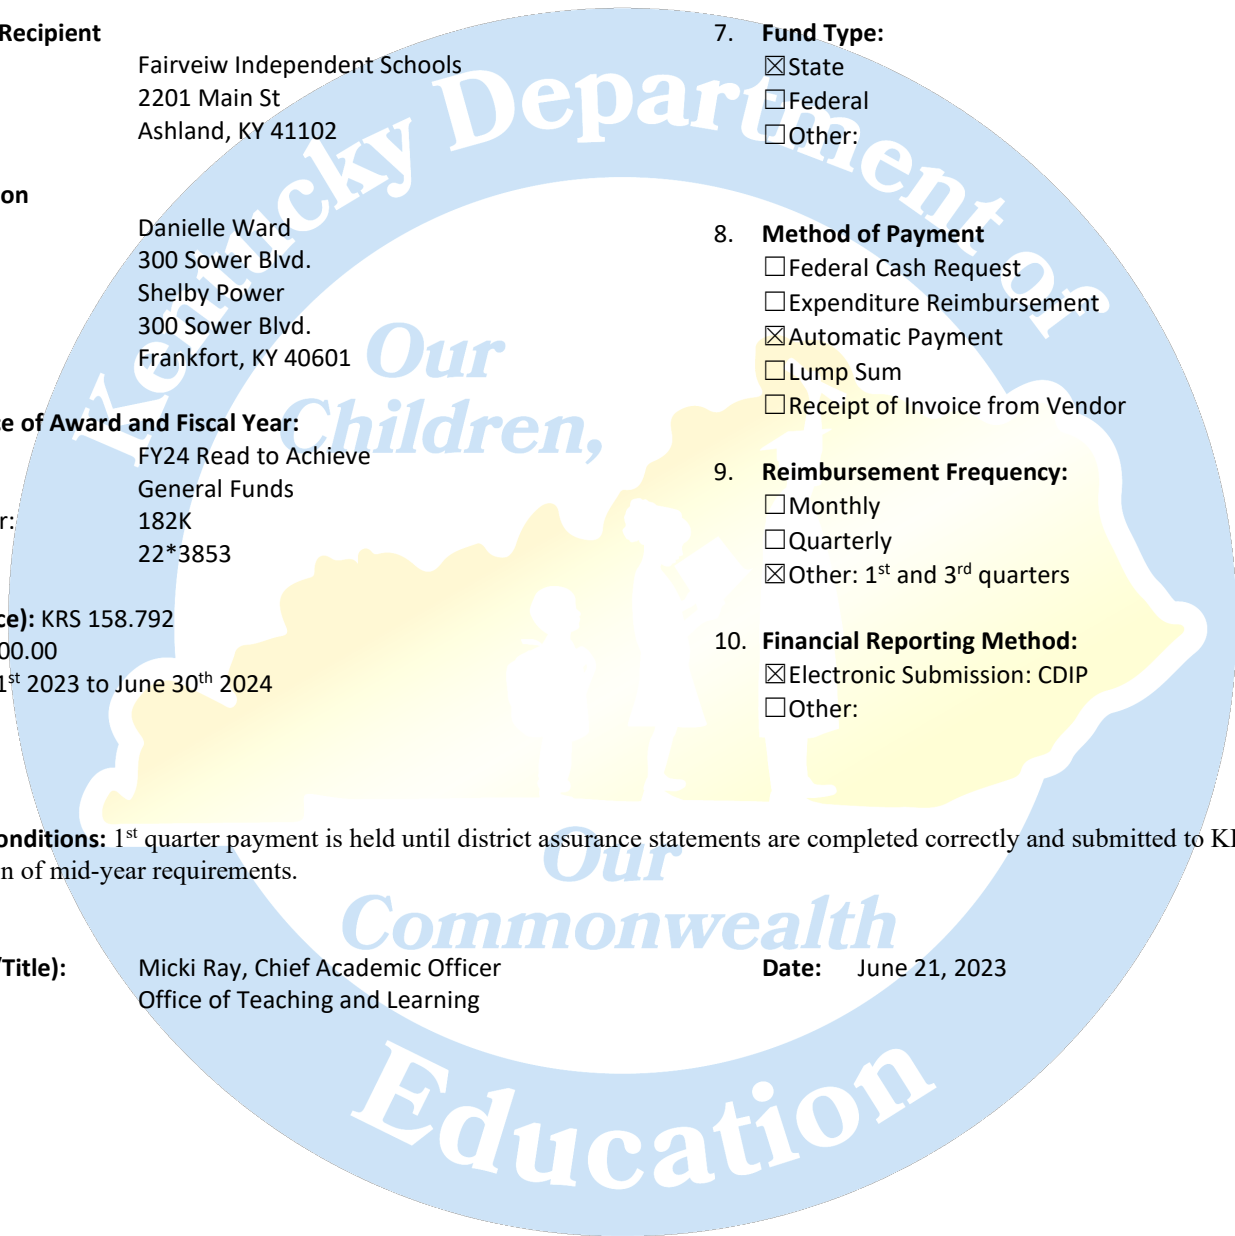 Recipient
Fairveiw Independent Schools
2201 Main St
Ashland, KY 41102
on
Danielle Ward
300 Sower Blvd.
Shelby Power
300 Sower Blvd.
Frankfort, KY 40601
ce of Award and Fiscal Year:
FY24 Read to Achieve
General Funds
r: 182K
22*3853
ce): KRS 158.792
00.00
1st 2023 to June 30th 2024
7. Fund Type:
☒State
☐Federal
☐Other:
8. Method of Payment
☐Federal Cash Request
☐Expenditure Reimbursement
☒Automatic Payment
☐Lump Sum
☐Receipt of Invoice from Vendor
9. Reimbursement Frequency:
☐Monthly
☐Quarterly
☒Other: 1st and 3rd quarters
10. Financial Reporting Method:
☒Electronic Submission: CDIP
☐Other:
onditions: 1st quarter payment is held until district assurance statements are completed correctly and submitted to KI
n of mid-year requirements.
/Title): Micki Ray, Chief Academic Officer
Office of Teaching and Learning
Date: June 21, 2023
Kentucky Department of
Education
Our
Children,
Our
Commonwealth